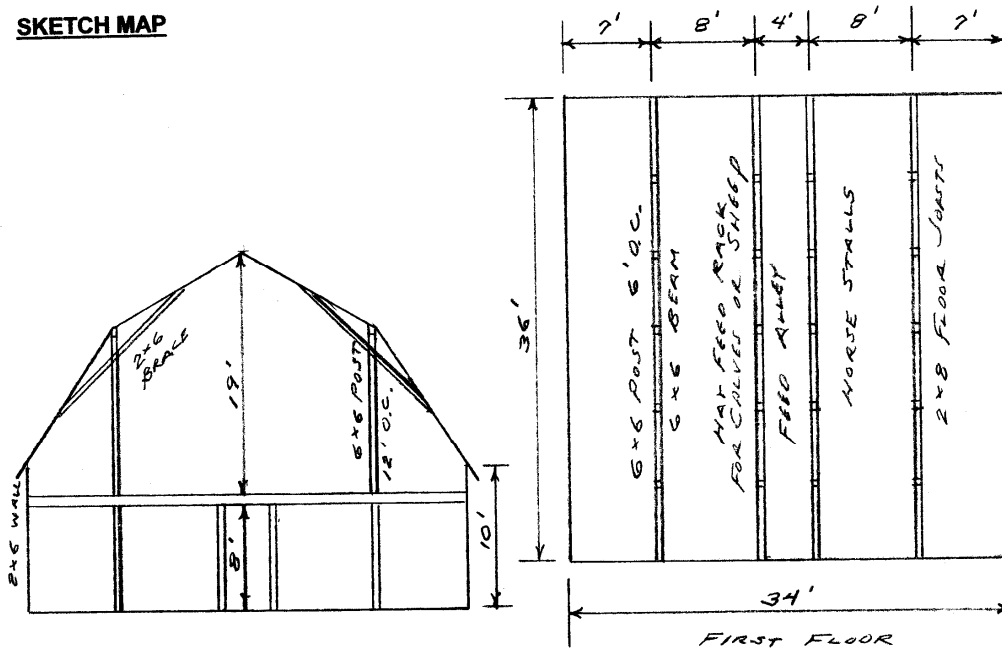 SKETCH MAP
7' 8' 4' 8' 7'
36'
6x6 POST 6' O.C.
6x6 BEAM
HAY FEED RACK
FOR CALVES OR SHEEP
FEED ALLEY
HORSE STALLS
2x8 FLOOR JOISTS
34'
FIRST FLOOR
2x6
BRACE
19'
6x6 POST
12' O.C.
2x6 WALL
8'
10'